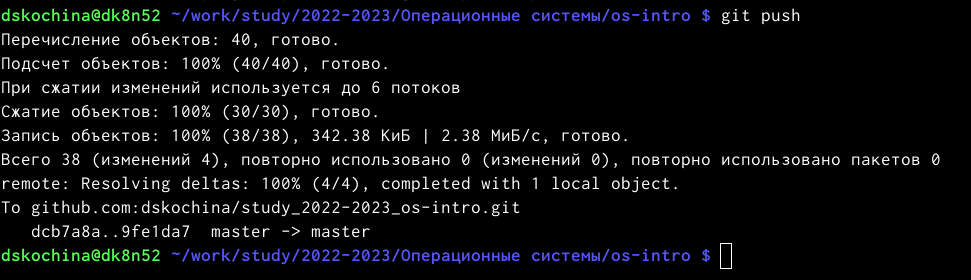 dskochina@dk8n52 ~/work/study/2022-2023/Операционные системы/os-intro $ git push
Перечисление объектов: 40, готово.
Подсчет объектов: 100% (40/40), готово.
При сжатии изменений используется до 6 потоков
Сжатие объектов: 100% (30/30), готово.
Запись объектов: 100% (38/38), 342.38 КиБ | 2.38 МиБ/с, готово.
Всего 38 (изменений 4), повторно использовано 0 (изменений 0), повторно использовано пакетов 0
remote: Resolving deltas: 100% (4/4), completed with 1 local object.
To github.com:dskochina/study_2022-2023_os-intro.git
   dcb7a8a..9fe1da7  master -> master
dskochina@dk8n52 ~/work/study/2022-2023/Операционные системы/os-intro $